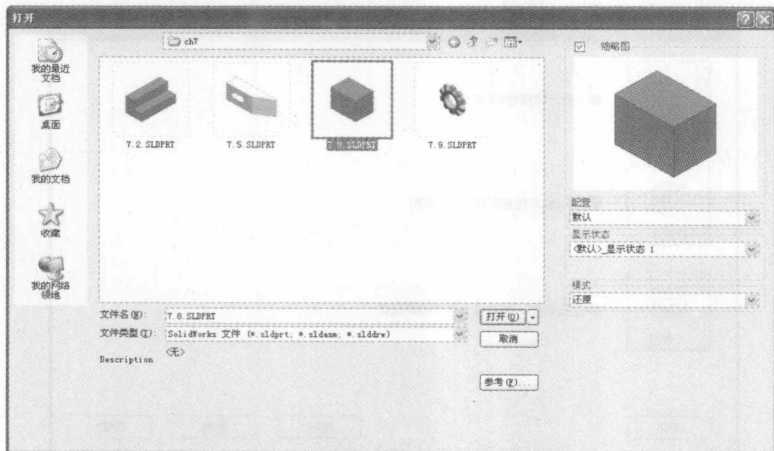 打开
ch7
缩略图
我的最近
文档
桌面
我的文档
收藏
我的网络
领地
7.2.SLDPRT
7.5.SLDPRT
7.8.SLDPRT
7.9.SLDPRT
配置
默认
显示状态
<默认>_显示状态 1
模式
还原
文件名(N):
7.8.SLDPRT
打开(O)
文件类型(T):
SolidWorks 文件 (*.sldprt; *.sldasm; *.slddrw)
取消
Description
<无>
参考(F)...